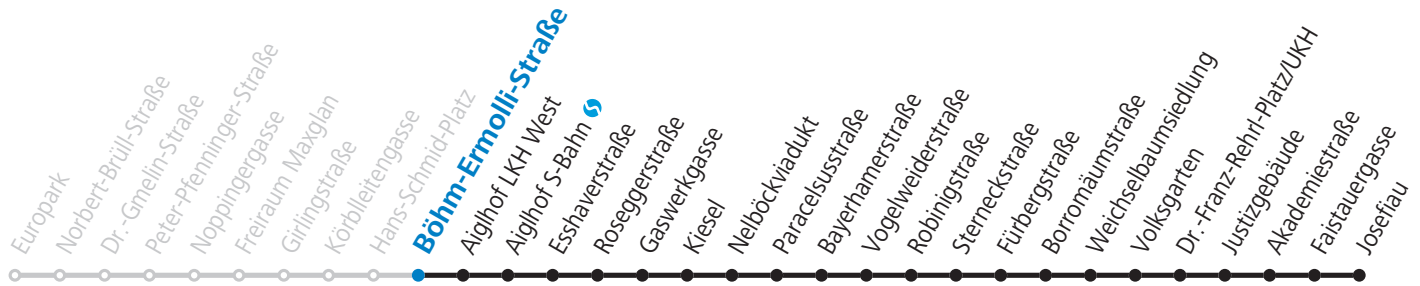 Europark
Norbert-Brüll-Straße
Dr.-Gmelin-Straße
Peter-Pfenninger-Straße
Noppingergasse
Freiraum Maxglan
Girlingstraße
Körblleitengasse
Hans-Schmid-Platz
Böhm-Ermolli-Straße
Aiglhof LKH West
Aiglhof S-Bahn
Esshaverstraße
Roseggerstraße
Gaswerkgasse
Kiesel
Nelböckviadukt
Paracelsusstraße
Bayerhamerstraße
Vogelweiderstraße
Robinigstraße
Sterneckstraße
Fürbergstraße
Borromäumstraße
Weichselbaumsiedlung
Volksgarten
Dr.-Franz-Rehrl-Platz/UKH
Justizgebäude
Akademiestraße
Faistauergasse
Josefiau